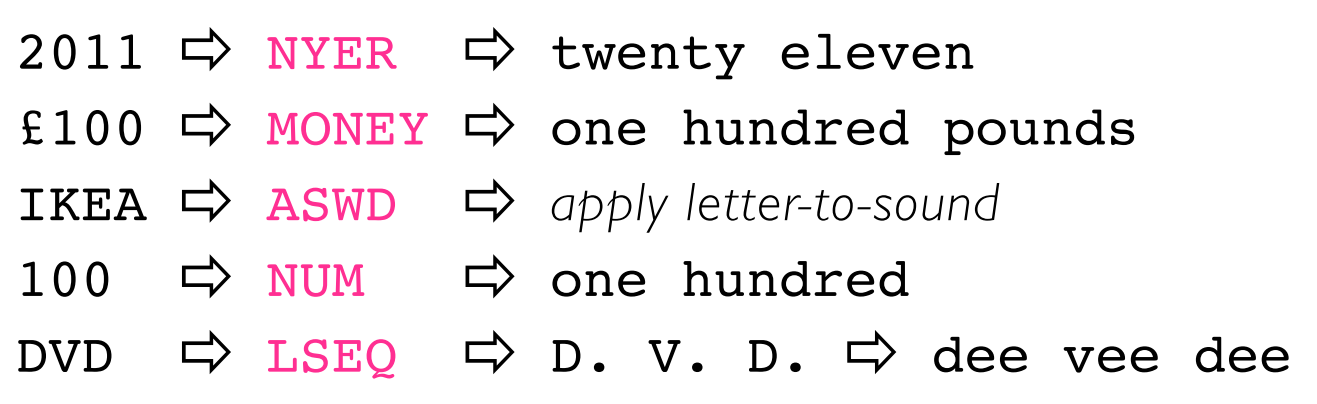 2011 ⇨ NYER ⇨ twenty eleven
£100 ⇨ MONEY ⇨ one hundred pounds
IKEA ⇨ ASWD ⇨ apply letter-to-sound
100 ⇨ NUM ⇨ one hundred
DVD ⇨ LSEQ ⇨ D. V. D. ⇨ dee vee dee